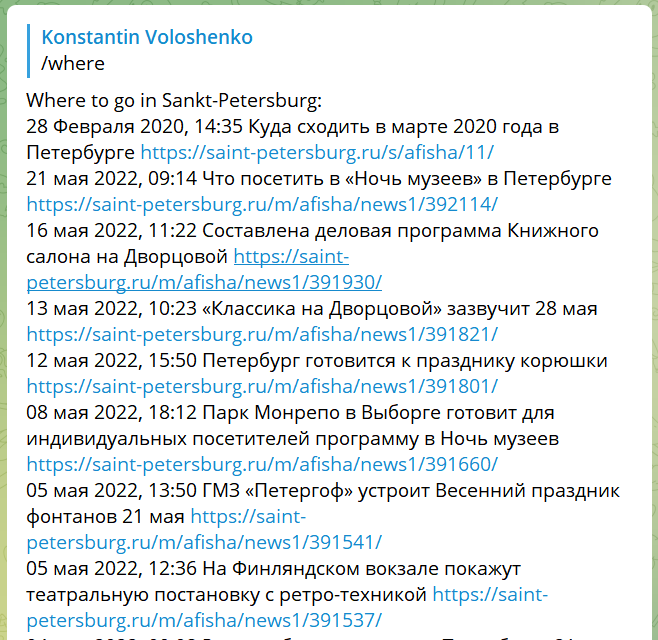 Konstantin Voloshenko
/where
Where to go in Sankt-Petersburg:
28 Февраля 2020, 14:35 Куда сходить в марте 2020 года в
Петербурге https://saint-petersburg.ru/s/afisha/11/
21 мая 2022, 09:14 Что посетить в «Ночь музеев» в Петербурге
https://saint-petersburg.ru/m/afisha/news1/392114/
16 мая 2022, 11:22 Составлена деловая программа Книжного
салона на Дворцовой https://saint-
petersburg.ru/m/afisha/news1/391930/
13 мая 2022, 10:23 «Классика на Дворцовой» зазвучит 28 мая
https://saint-petersburg.ru/m/afisha/news1/391821/
12 мая 2022, 15:50 Петербург готовится к празднику корюшки
https://saint-petersburg.ru/m/afisha/news1/391801/
08 мая 2022, 18:12 Парк Монрепо в Выборге готовит для
индивидуальных посетителей программу в Ночь музеев
https://saint-petersburg.ru/m/afisha/news1/391660/
05 мая 2022, 13:50 ГМЗ «Петергоф» устроит Весенний праздник
фонтанов 21 мая https://saint-
petersburg.ru/m/afisha/news1/391541/
05 мая 2022, 12:36 На Финляндском вокзале покажут
театральную постановку с ретро-техникой https://saint-
petersburg.ru/m/afisha/news1/391537/